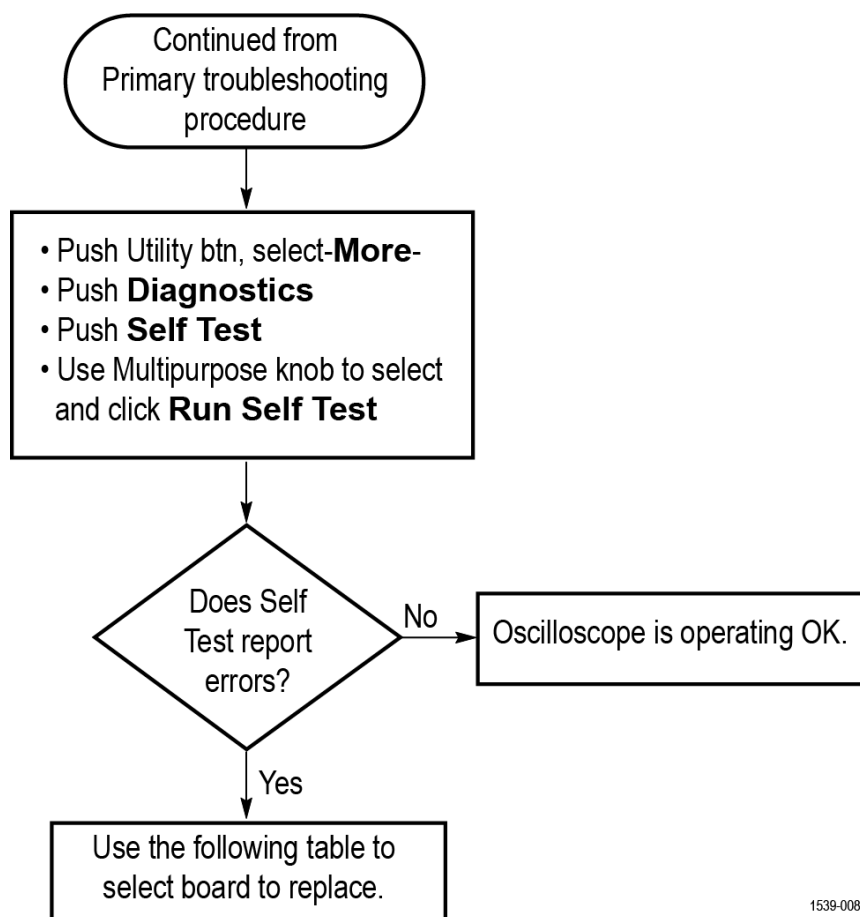 Continued from
Primary troubleshooting
procedure
• Push Utility btn, select-More-
• Push Diagnostics
• Push Self Test
• Use Multipurpose knob to select
and click Run Self Test
Does Self
Test report
errors?
No
Oscilloscope is operating OK.
Yes
Use the following table to
select board to replace.
1539-008